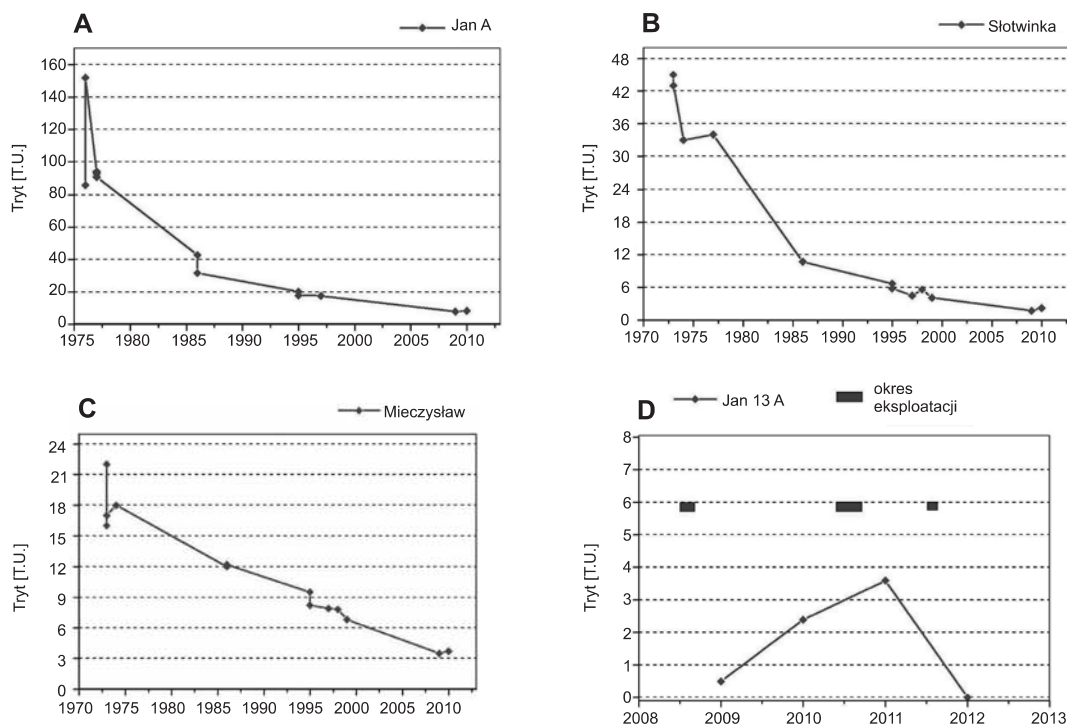 A
Jan A
Tryt [T.U.]
160
140
120
100
80
60
40
20
0
1975 1980 1985 1990 1995 2000 2005 2010
B
Słotwinka
Tryt [T.U.]
48
42
36
30
24
18
12
6
0
1970 1975 1980 1985 1990 1995 2000 2005 2010
C
Mieczysław
Tryt [T.U.]
24
21
18
15
12
9
6
3
0
1970 1975 1980 1985 1990 1995 2000 2005 2010
D
Jan 13 A
okres
eksploatacji
Tryt [T.U.]
8
7
6
5
4
3
2
1
0
2008 2009 2010 2011 2012 2013